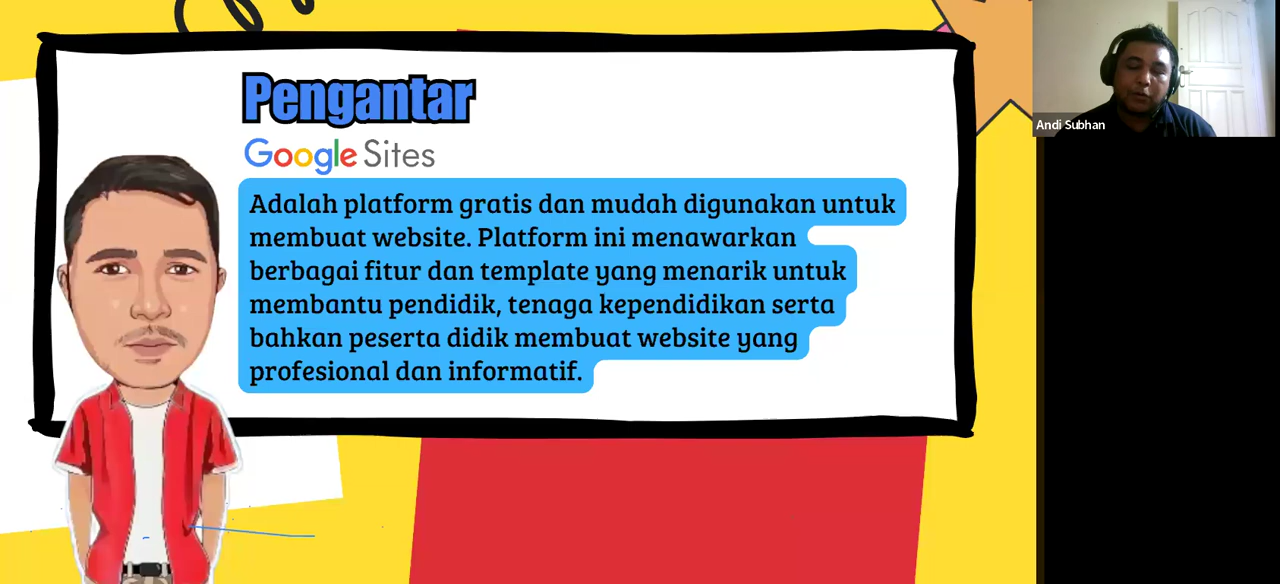 Pengantar
Google Sites
Adalah platform gratis dan mudah digunakan untuk
membuat website. Platform ini menawarkan
berbagai fitur dan template yang menarik untuk
membantu pendidik, tenaga kependidikan serta
bahkan peserta didik membuat website yang
profesional dan informatif.
Andi Subhan